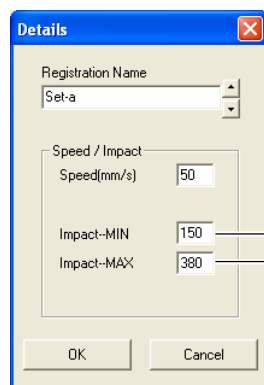 Details
Registration Name
Set-a
Speed / Impact
Speed(mm/s) 50
Impact--MIN 150
Impact--MAX 380
OK Cancel